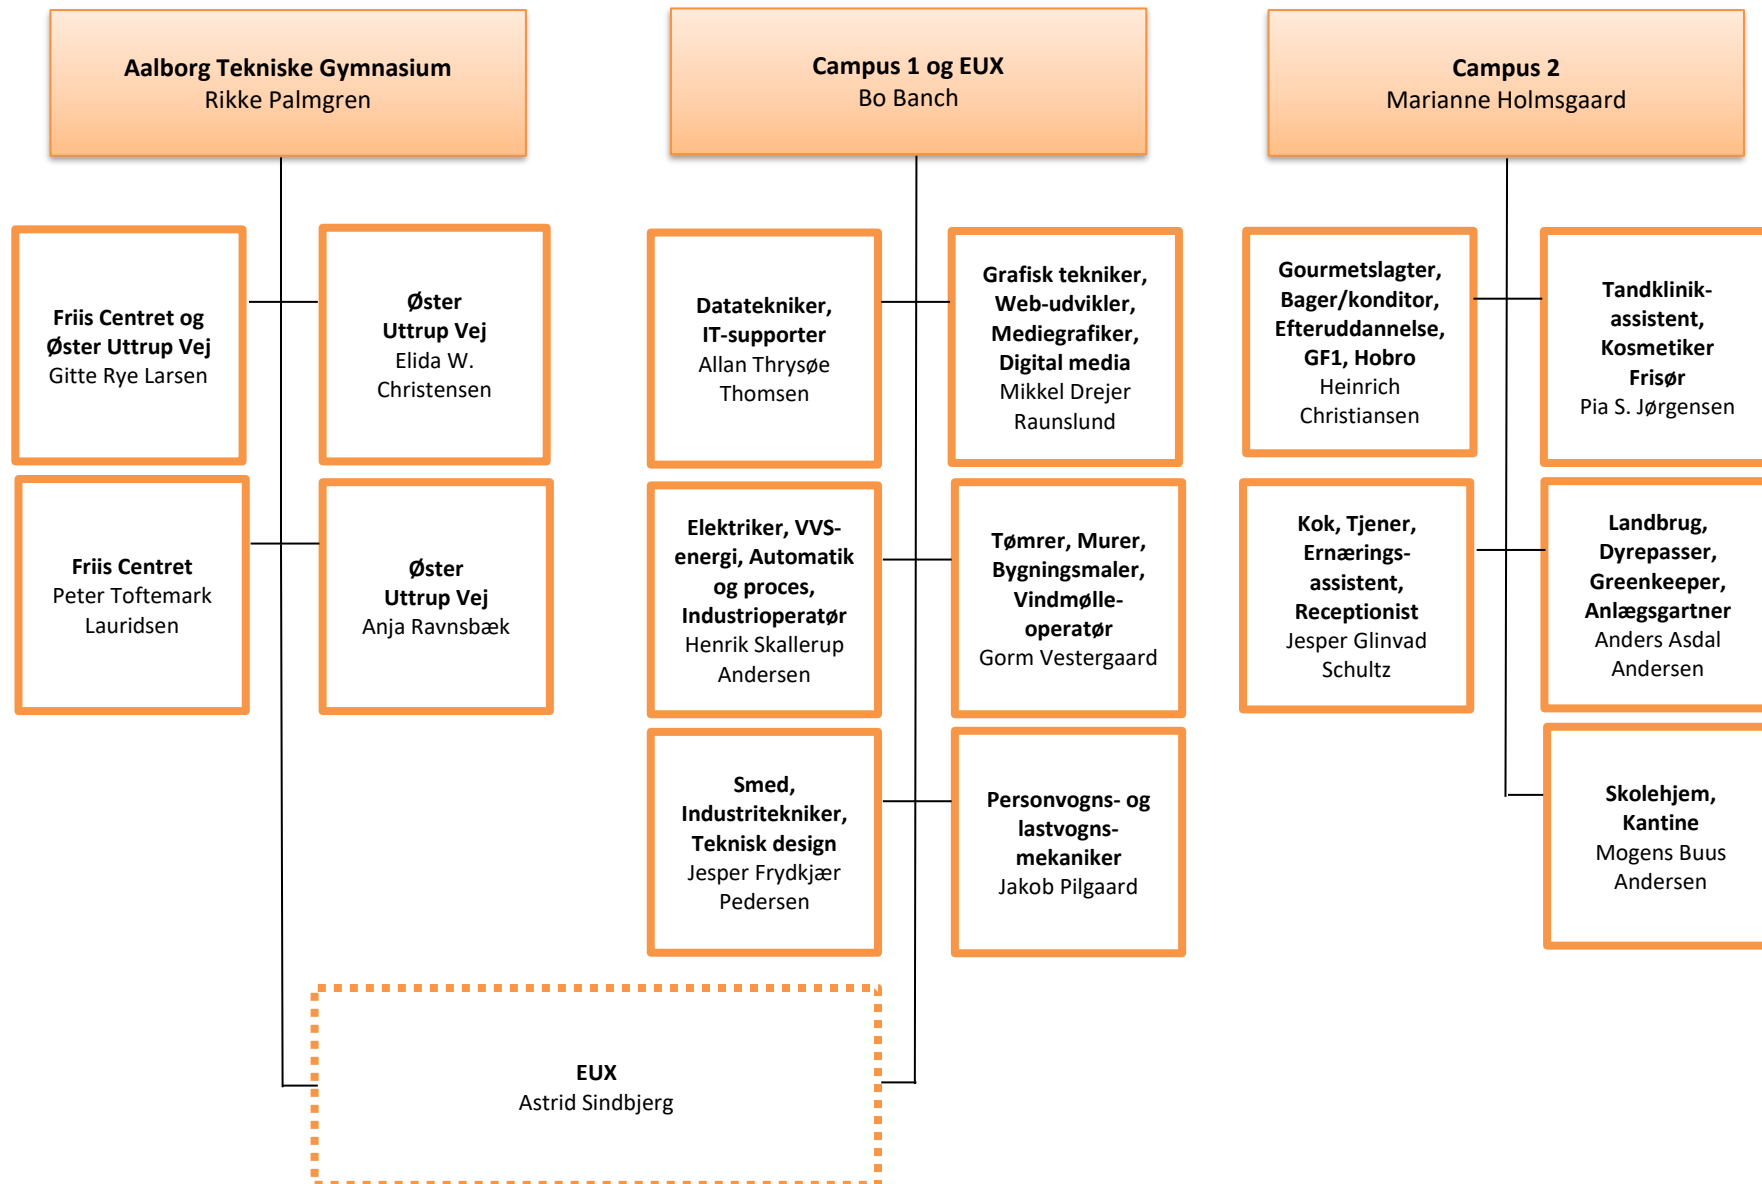 Aalborg Tekniske Gymnasium
Rikke Palmgren
Campus 1 og EUX
Bo Banch
Campus 2
Marianne Holmsgaard
Friis Centret og
Øster Uttrup Vej
Gitte Rye Larsen
Øster
Uttrup Vej
Elida W.
Christensen
Friis Centret
Peter Toftemark
Lauridsen
Øster
Uttrup Vej
Anja Ravnsbæk
Datatekniker,
IT-supporter
Allan Thrysøe
Thomsen
Grafisk tekniker,
Web-udvikler,
Mediegrafiker,
Digital media
Mikkel Drejer
Raunslund
Elektriker, VVS-
energi, Automatik
og proces,
Industrioperatør
Henrik Skallerup
Andersen
Tømrer, Murer,
Bygningsmaler,
Vindmølle-
operatør
Gorm Vestergaard
Smed,
Industritekniker,
Teknisk design
Jesper Frydkjær
Pedersen
Personvogns- og
lastvogns-
mekaniker
Jakob Pilgaard
Gourmetslagter,
Bager/konditor,
Efteruddannelse,
GF1, Hobro
Heinrich
Christiansen
Tandklinik-
assistent,
Kosmetiker
Frisør
Pia S. Jørgensen
Kok, Tjener,
Ernærings-
assistent,
Receptionist
Jesper Glinvad
Schultz
Landbrug,
Dyrepasser,
Greenkeeper,
Anlægsgartner
Anders Asdal
Andersen
Skolehjem,
Kantine
Mogens Buus
Andersen
EUX
Astrid Sindbjerg